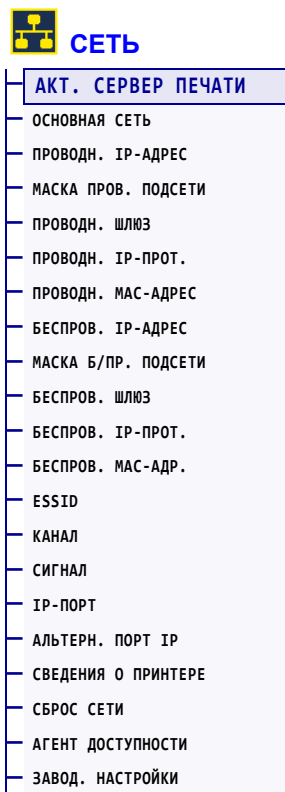 СЕТЬ
АКТ. СЕРВЕР ПЕЧАТИ
ОСНОВНАЯ СЕТЬ
ПРОВОДН. IP-АДРЕС
МАСКА ПРОВ. ПОДСЕТИ
ПРОВОДН. ШЛЮЗ
ПРОВОДН. IP-ПРОТ.
ПРОВОДН. MAC-АДРЕС
БЕСПРОВ. IP-АДРЕС
МАСКА Б/ПР. ПОДСЕТИ
БЕСПРОВ. ШЛЮЗ
БЕСПРОВ. IP-ПРОТ.
БЕСПРОВ. MAC-АДР.
ESSID
КАНАЛ
СИГНАЛ
IP-ПОРТ
АЛЬТЕРН. ПОРТ IP
СВЕДЕНИЯ О ПРИНТЕРЕ
СБРОС СЕТИ
АГЕНТ ДОСТУПНОСТИ
ЗАВОД. НАСТРОЙКИ